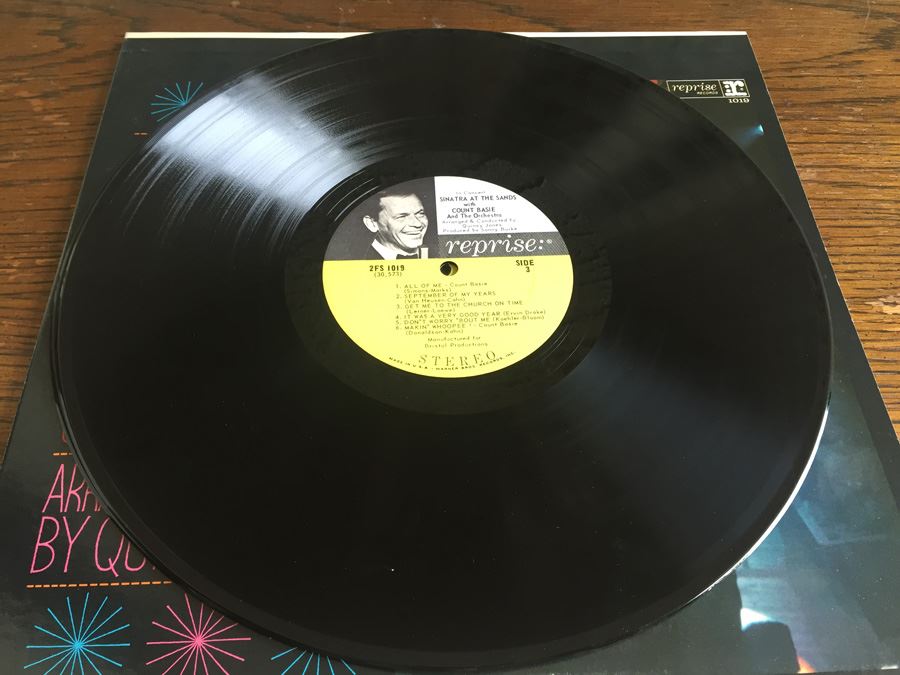 reprise
RECORDS
1019
In Concert
SINATRA AT THE SANDS
with
COUNT BASIE
And The Orchestra
Arranged & Conducted by
Quincy Jones
Produced by Sonny Burke
reprise:
2FS 1019
(30,573)
SIDE
3
1. ALL OF ME - Count Basie
(Simons-Marks)
2. SEPTEMBER OF MY YEARS
(Van Heusen-Cahn)
3. GET ME TO THE CHURCH ON TIME
(Lerner-Loewe)
4. IT WAS A VERY GOOD YEAR (Ervin Drake)
5. DON'T WORRY 'BOUT ME (Koehler-Bloom)
6. MAKIN' WHOOPEE! - Count Basie
(Donaldson-Kahn)
Manufactured for
Bristol Productions
STEREO
MADE IN U.S.A. WARNER BROS. RECORDS, INC.
BY